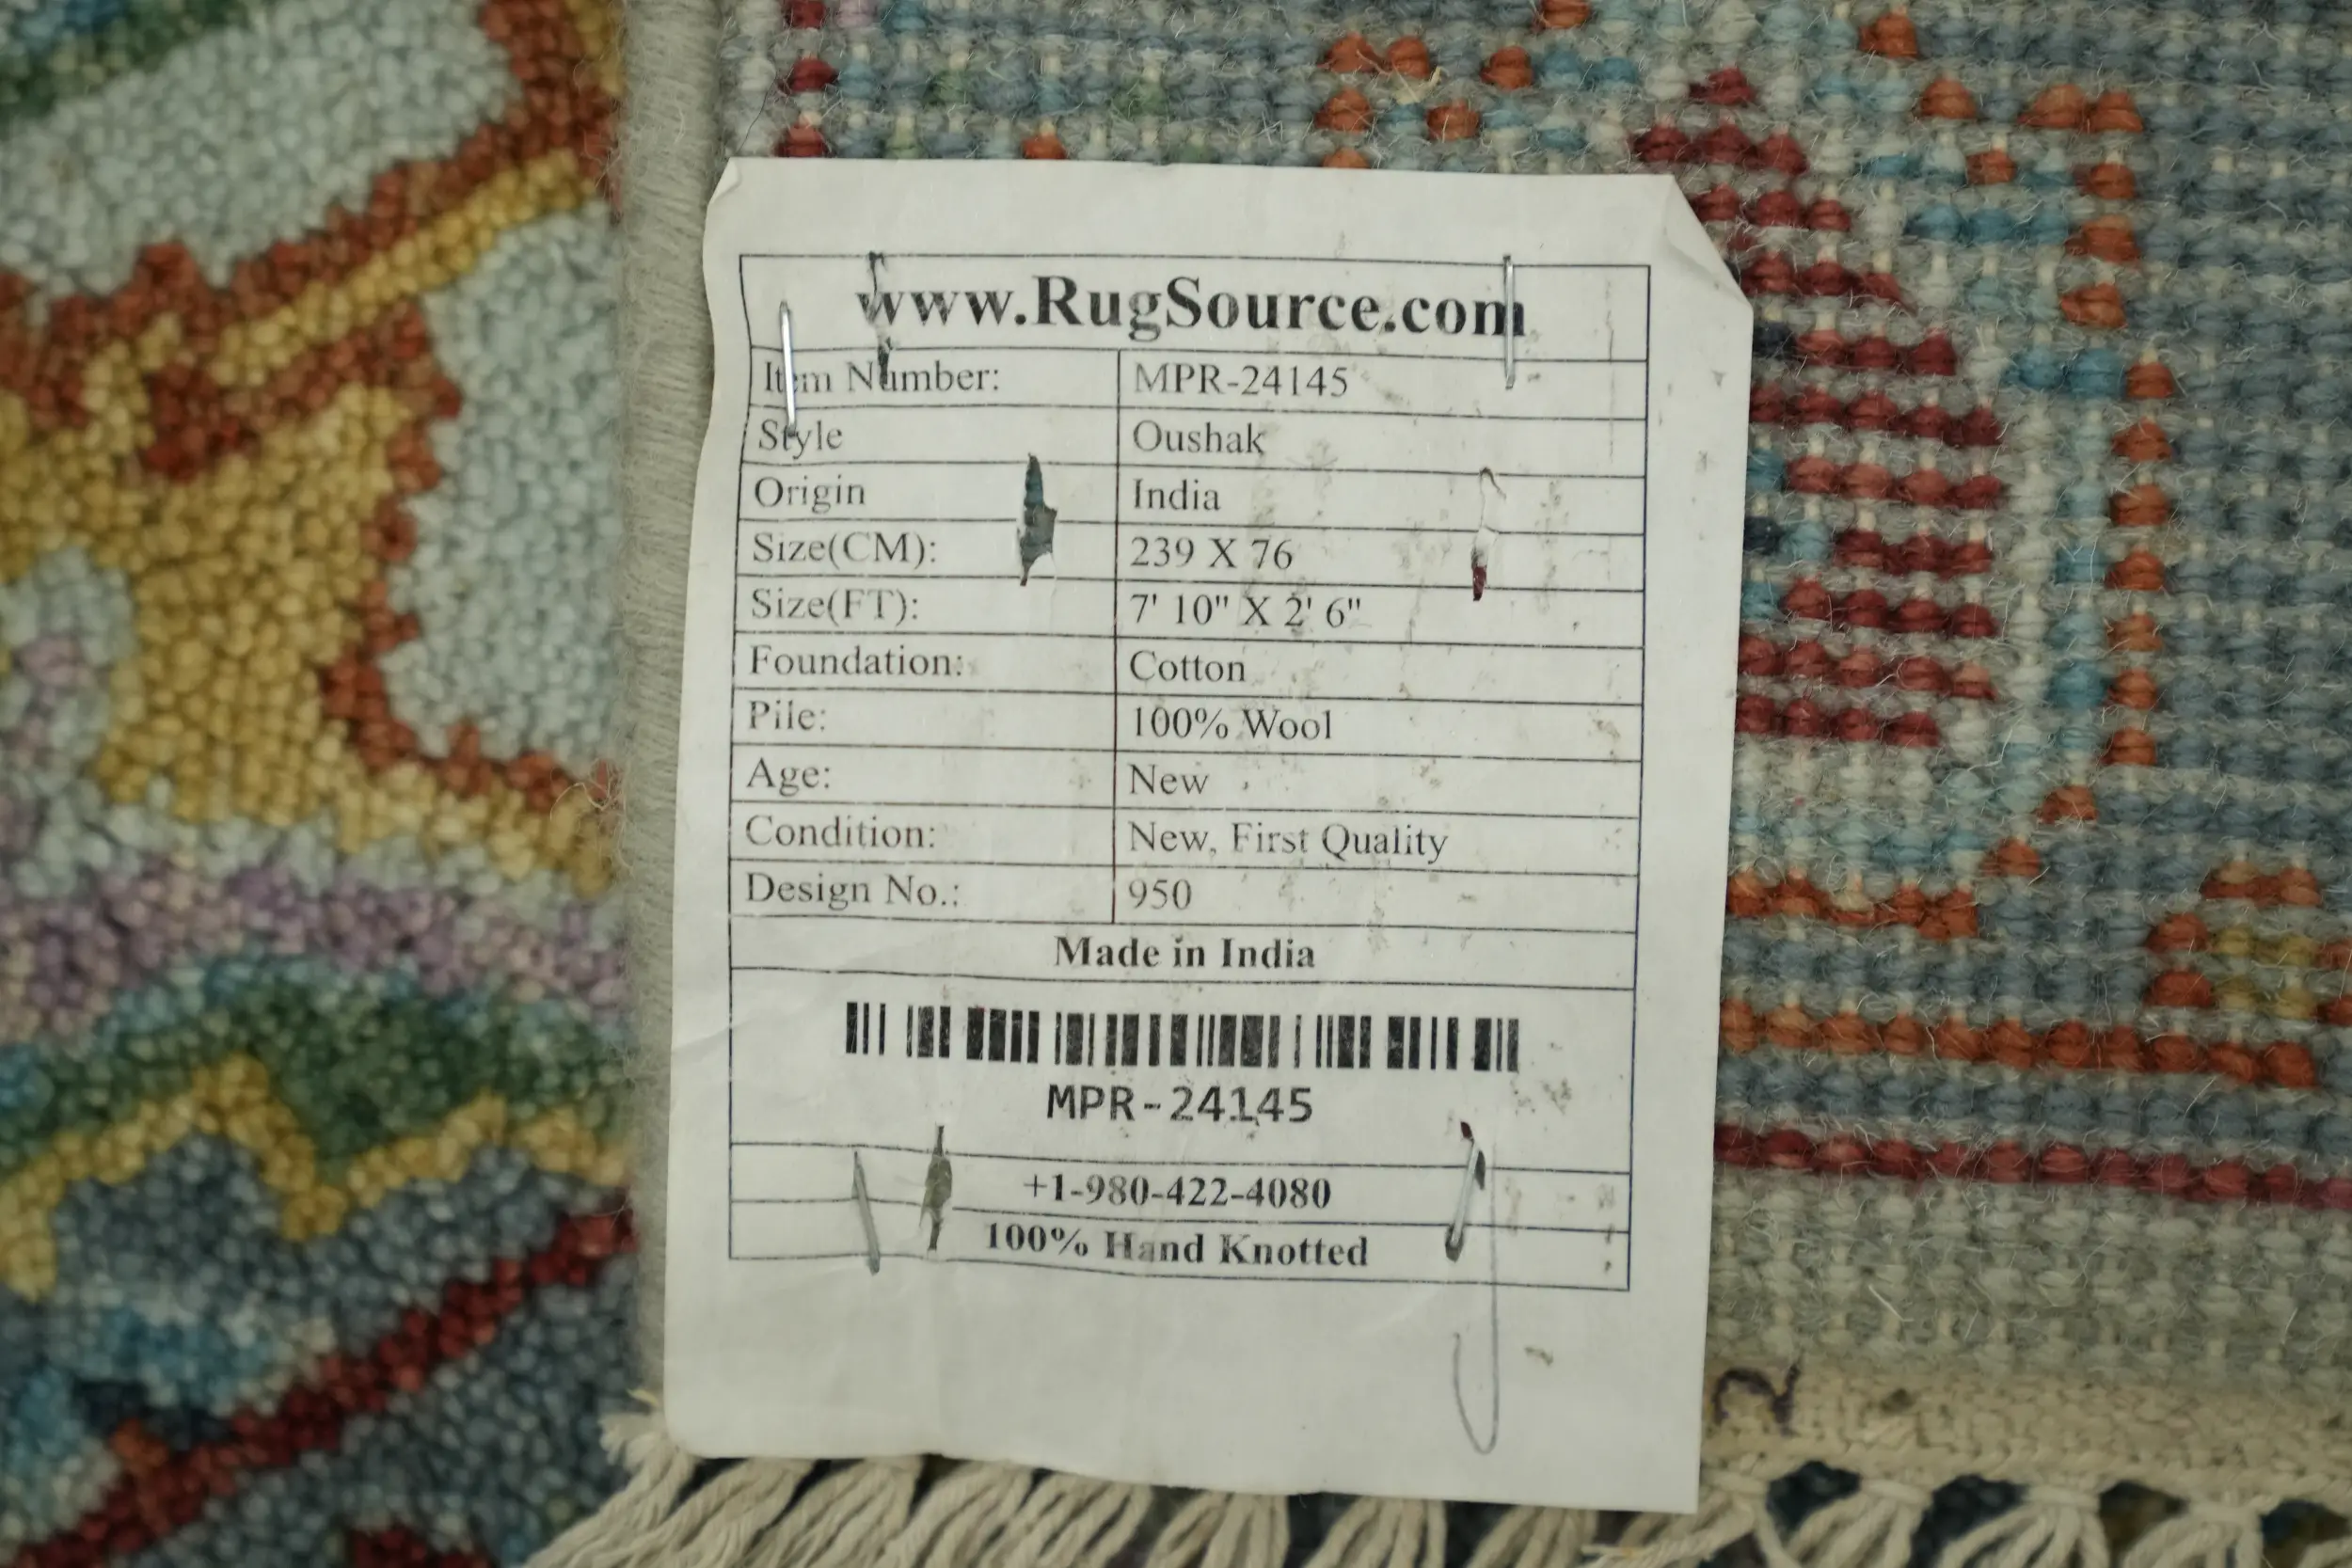 www.RugSource.com
Item Number: MPR-24145
Style Oushak
Origin India
Size(CM): 239 X 76
Size(FT): 7' 10" X 2' 6"
Foundation: Cotton
Pile: 100% Wool
Age: New
Condition: New, First Quality
Design No.: 950
Made in India
MPR-24145
+1-980-422-4080
100% Hand Knotted
2